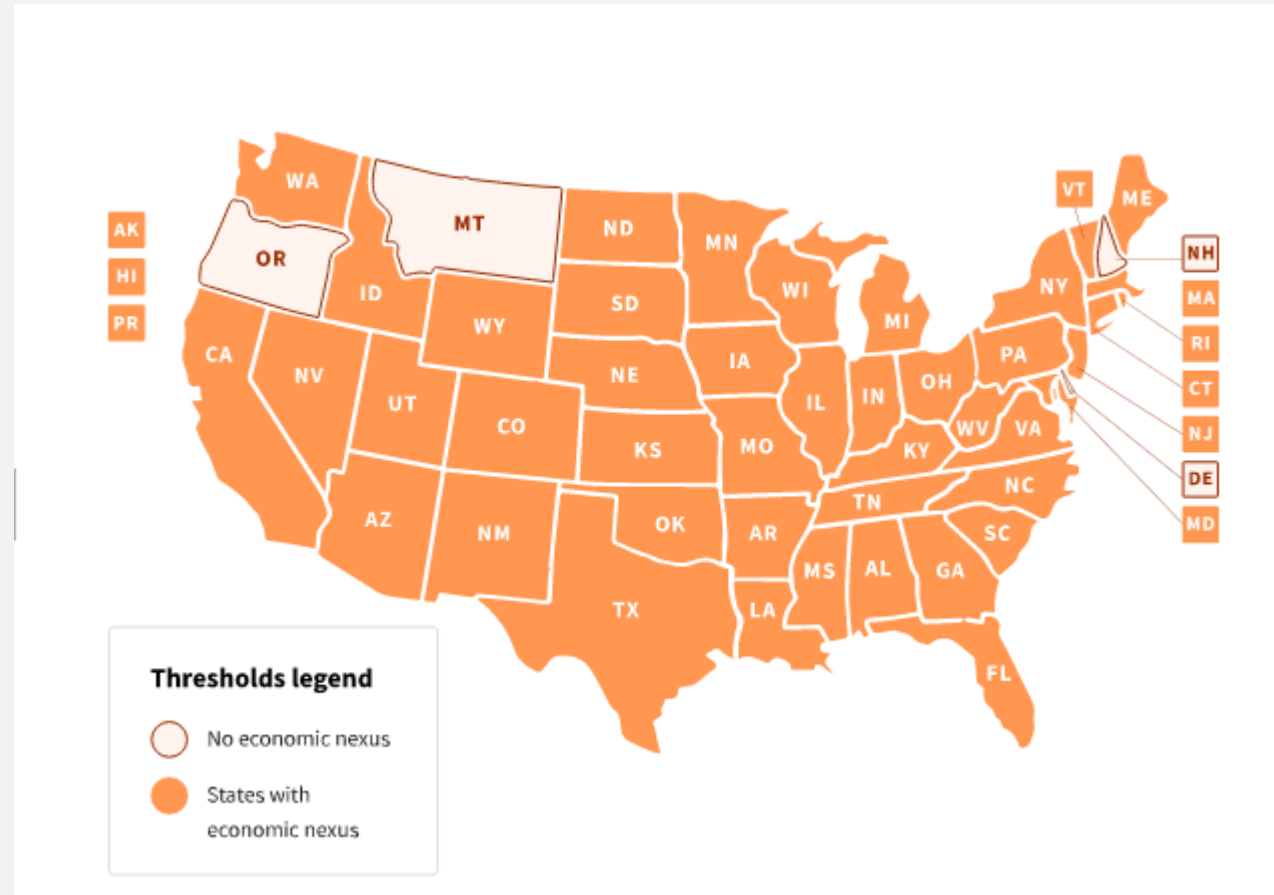 WA
MT
ND
MN
VT
ME
AK
OR
NH
HI
ID
SD
WI
NY
MA
PR
WY
MI
RI
CA
NV
NE
IA
PA
CT
UT
CO
IL
IN
OH
NJ
KS
MO
KY
WV
VA
DE
AZ
NM
OK
AR
TN
NC
MD
SC
TX
LA
MS
AL
GA
FL
Thresholds legend
No economic nexus
States with
economic nexus